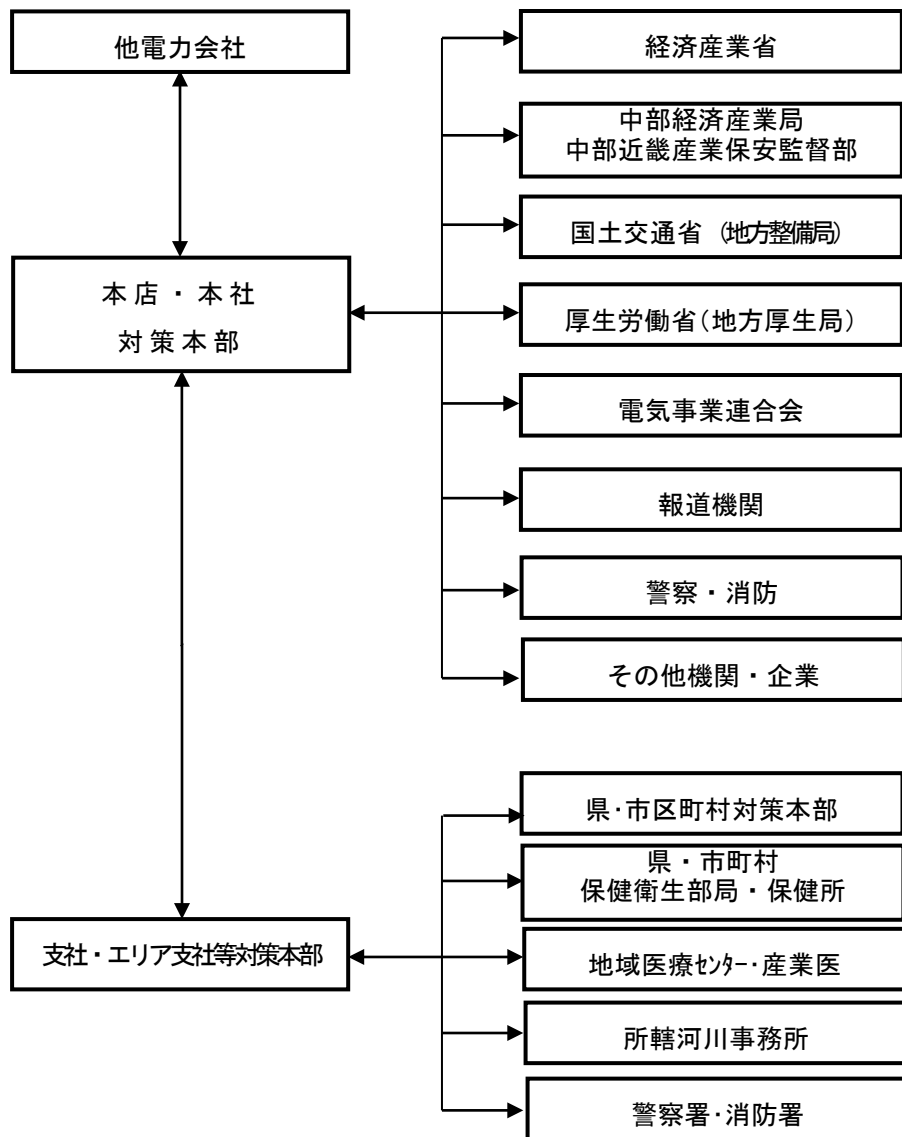 他電力会社
経済産業省
中部経済産業局
中部近畿産業保安監督部
国土交通省（地方整備局）
本店・本社
対策本部
厚生労働省（地方厚生局）
電気事業連合会
報道機関
警察・消防
その他機関・企業
県・市区町村対策本部
県・市町村
保健衛生部局・保健所
支社・エリア支社等対策本部
地域医療ｾﾝﾀｰ・産業医
所轄河川事務所
警察署・消防署